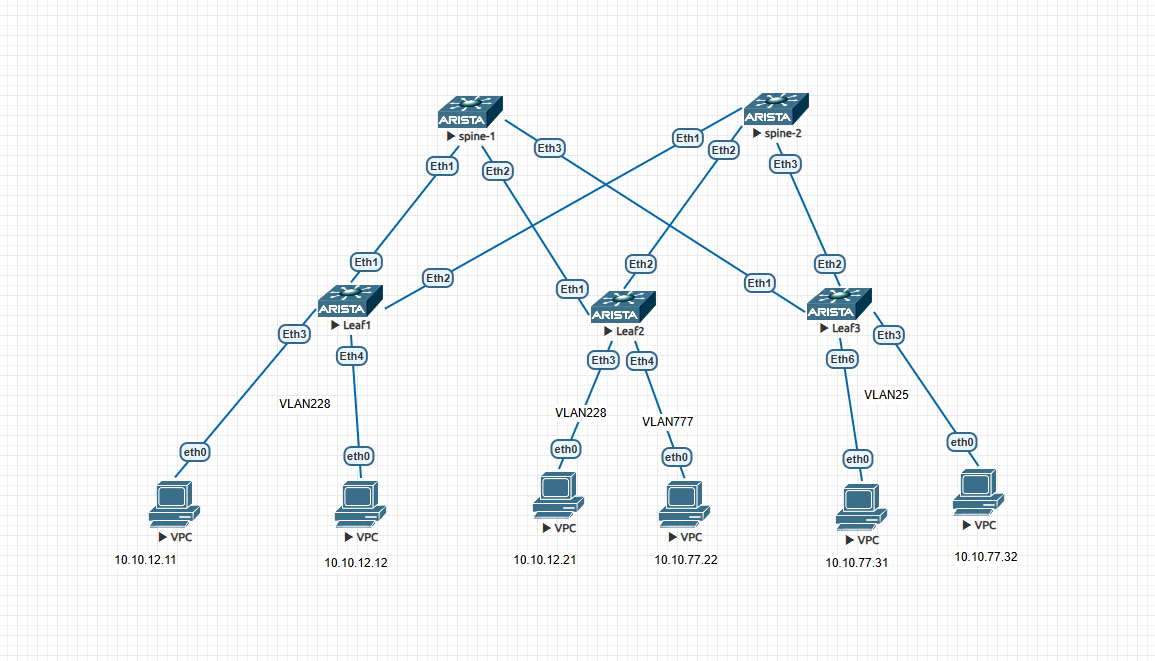 ARISTA
spine-1
ARISTA
spine-2
Eth1
Eth2
Eth3
Eth1
Eth2
Eth3
Eth1
Eth2
Eth1
Eth2
Eth1
Eth2
ARISTA
Leaf1
ARISTA
Leaf2
ARISTA
Leaf3
Eth3
Eth4
Eth3
Eth4
Eth6
Eth3
VLAN228
VLAN228
VLAN777
VLAN25
eth0
eth0
eth0
eth0
eth0
eth0
VPC
VPC
VPC
VPC
VPC
VPC
10.10.12.11
10.10.12.12
10.10.12.21
10.10.77.22
10.10.77.31
10.10.77.32